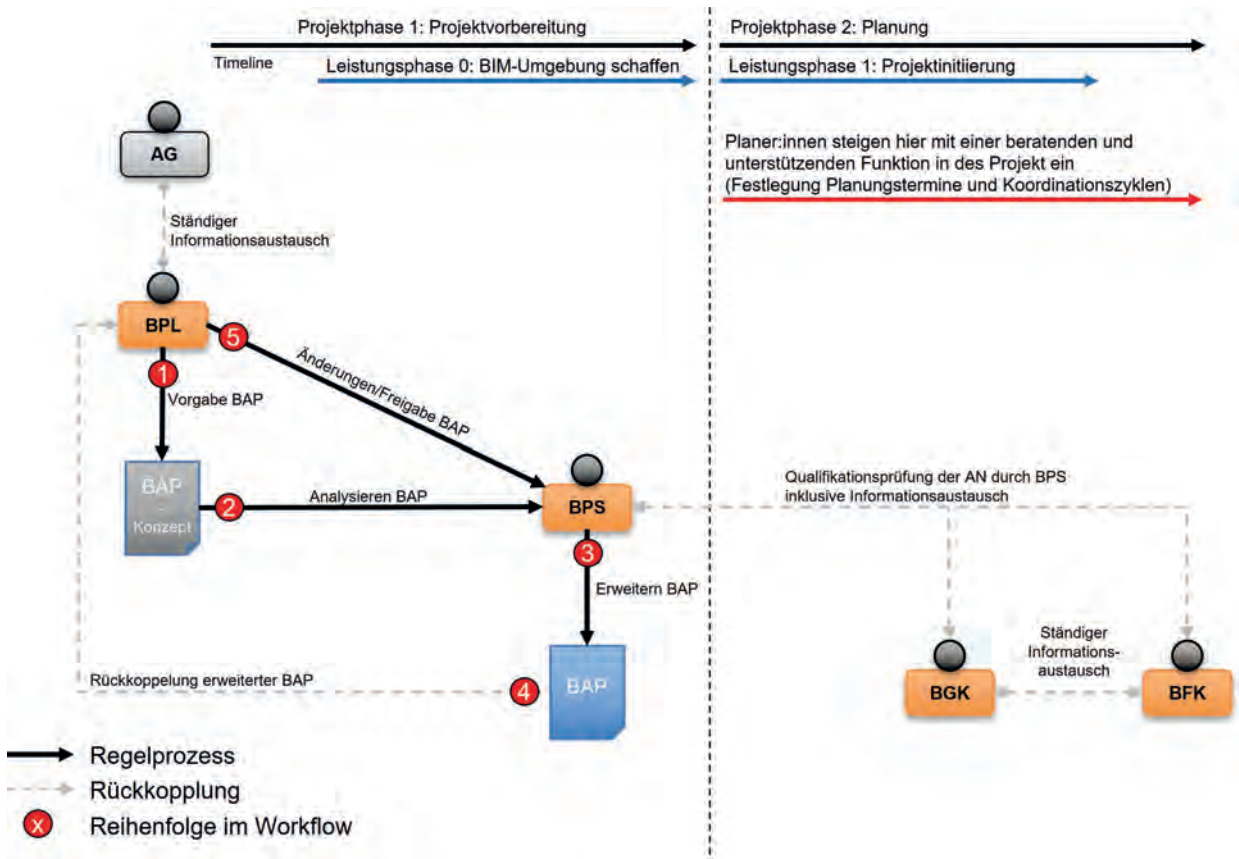 Projektphase 1: Projektvorbereitung
Projektphase 2: Planung
Timeline
Leistungsphase 0: BIM-Umgebung schaffen
Leistungsphase 1: Projektinitiierung
Planer:innen steigen hier mit einer beratenden und
unterstützenden Funktion in des Projekt ein
(Festlegung Planungstermine und Koordinationszyklen)
AG
Ständiger
Informationsaustausch
BPL
5
1
Änderungen/Freigabe BAP
Vorgabe BAP
BAP
-
Konzept
2
Analysieren BAP
BPS
Qualifikationsprüfung der AN durch BPS
inklusive Informationsaustausch
3
Erweitern BAP
Rückkoppelung erweiterter BAP
4
BAP
BGK
Ständiger
Informations-
austausch
BFK
Regelprozess
Rückkopplung
x Reihenfolge im Workflow